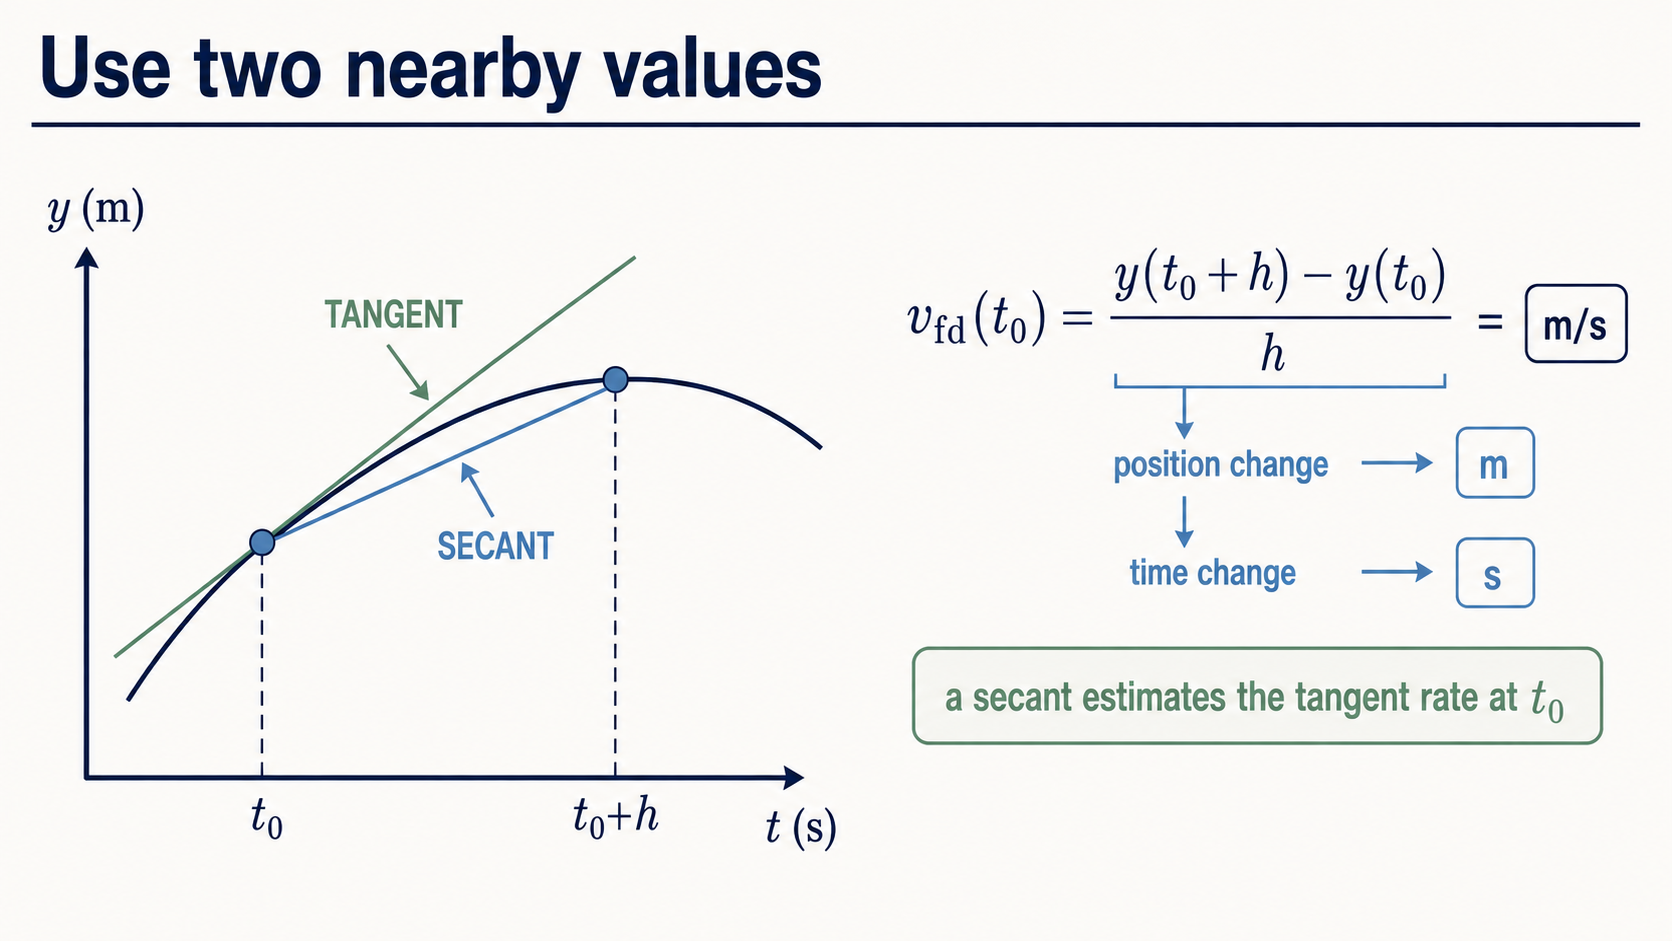 Use two nearby values
y (m)
TANGENT
SECANT
t₀
t₀+h
t (s)
v_fd(t₀) = (y(t₀ + h) − y(t₀)) / h = m/s
position change → m
time change → s
a secant estimates the tangent rate at t₀